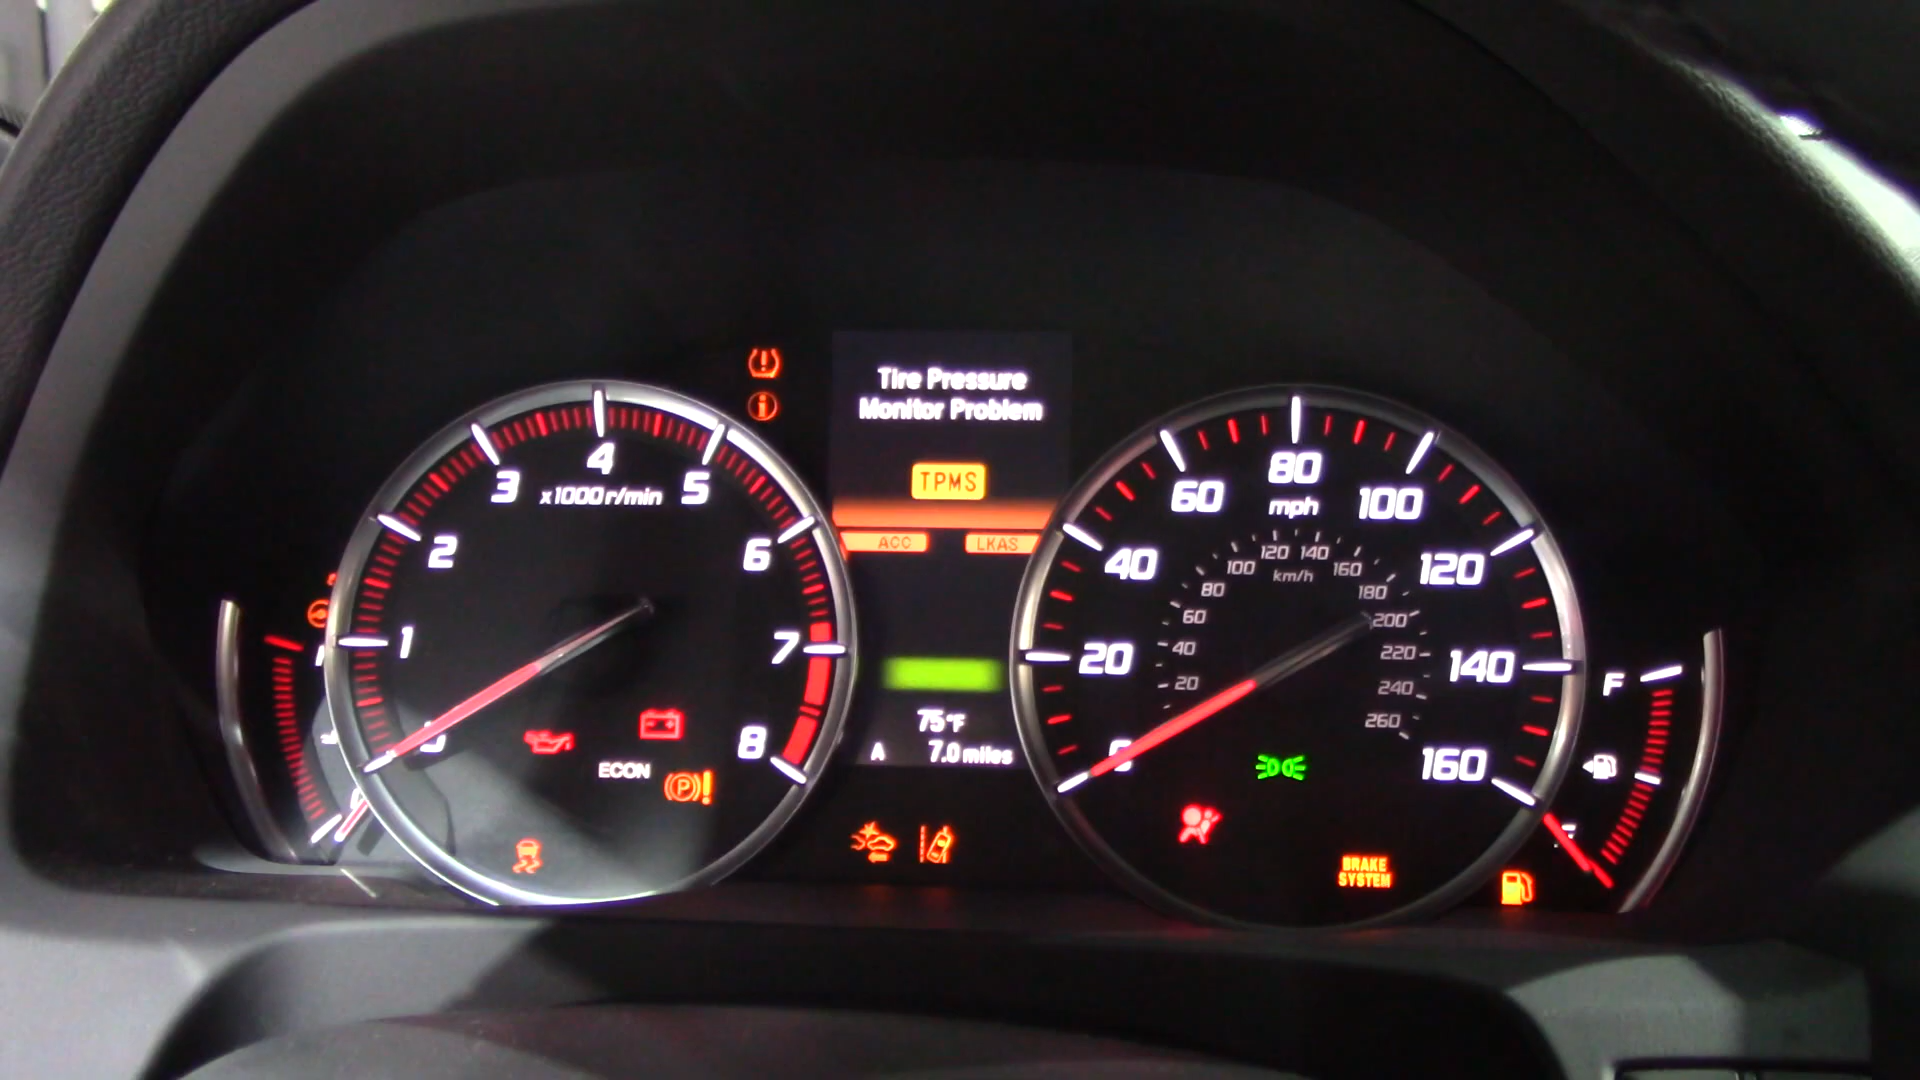 Tire Pressure
Monitor Problem
TPMS
ACC LKAS
75°F
A 7.0 miles
1
2
3
4
5
6
7
8
x1000r/min
ECON
P !
0
20
40
60
80
100
120
140
160
mph
20
40
60
80
100
120
140
160
180
200
220
240
260
km/h
BRAKE
SYSTEM
F